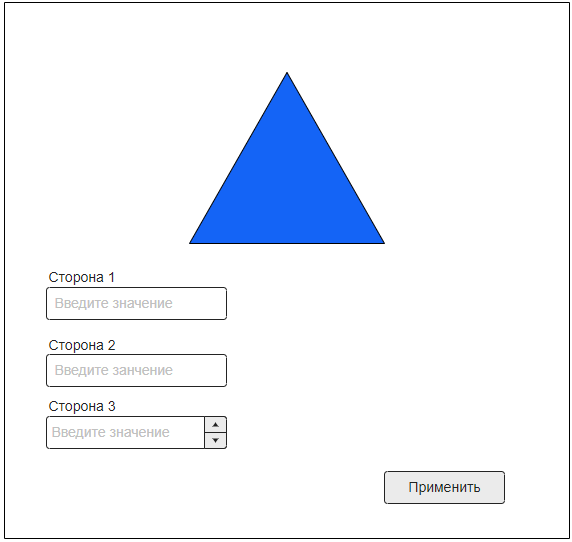 Сторона 1
Введите значение
Сторона 2
Введите занчение
Сторона 3
Введите значение
Применить